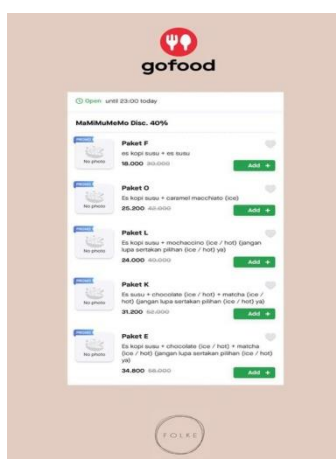 gofood
Open until 23:00 today
MaMiMuMeMo Disc. 40%
PROMO
No photo
Paket F
es kopi susu + es susu
18.000 30.000
Add +
PROMO
No photo
Paket O
Es kopi susu + caramel macchiato (ice)
25.200 42.000
Add +
PROMO
No photo
Paket L
Es kopi susu + mochaccino (ice / hot) (jangan
lupa sertakan pilihan (ice / hot) ya)
24.000 40.000
Add +
PROMO
No photo
Paket K
Es susu + chocolate (ice / hot) + matcha (ice /
hot) (jangan lupa sertakan pilihan (ice / hot) ya)
31.200 52.000
Add +
PROMO
No photo
Paket E
Es kopi susu + chocolate (ice / hot) + matcha
(ice / hot) (jangan lupa sertakan pilihan (ice / hot)
ya)
34.800 58.000
Add +
FOLKE